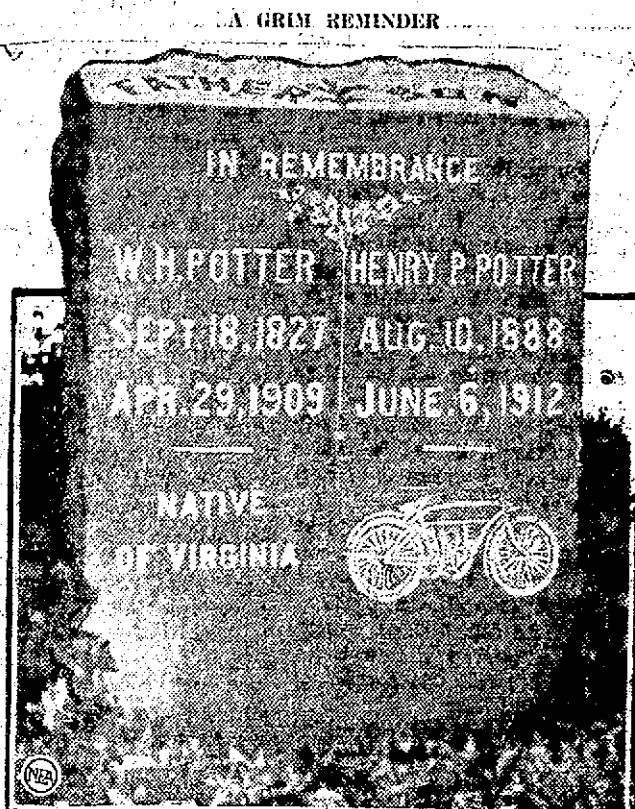 A GRIM REMINDER
IN REMEMBRANCE
W.H. POTTER
SEPT. 18, 1827
APR. 29, 1909
NATIVE
OF VIRGINIA
HENRY P. POTTER
AUG. 10, 1888
JUNE. 6, 1912
NEA